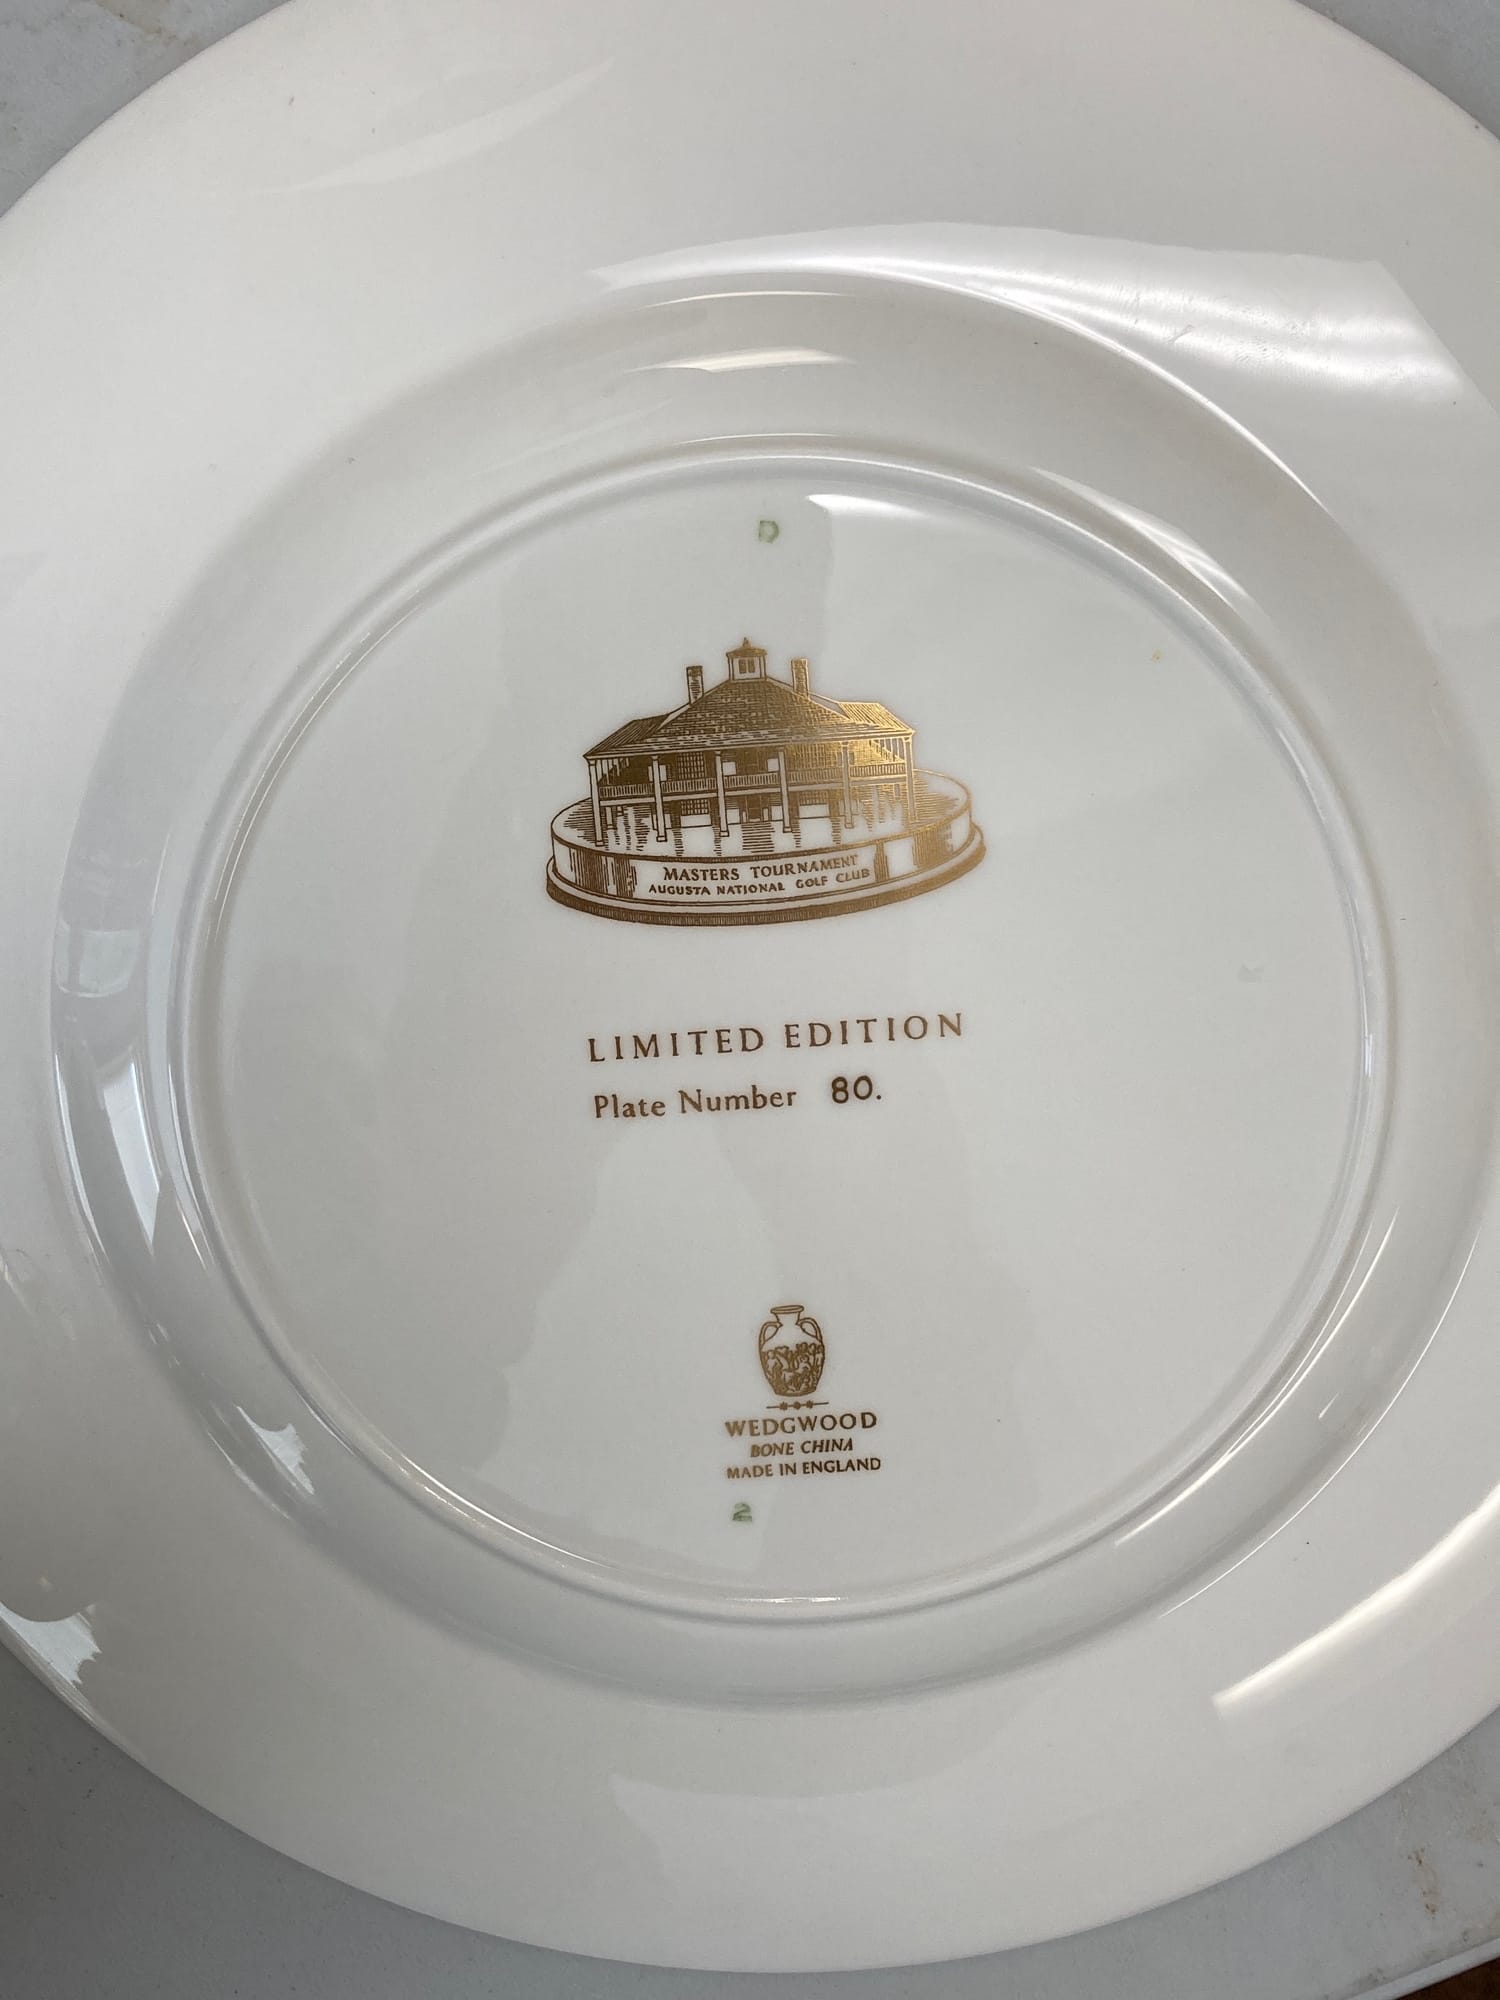 D
MASTERS TOURNAMENT
AUGUSTA NATIONAL GOLF CLUB
LIMITED EDITION
Plate Number 80.
WEDGWOOD
BONE CHINA
MADE IN ENGLAND
2